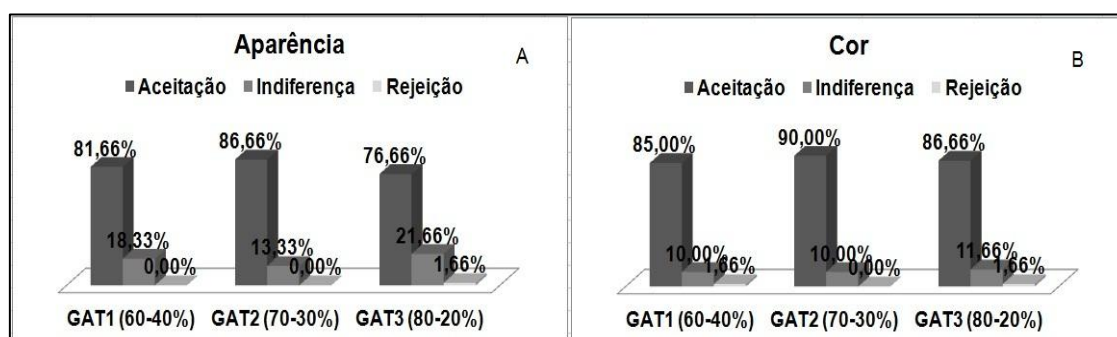 Aparência
A
Aceitação Indiferença Rejeição
81,66% 18,33% 0,00%
86,66% 13,33% 0,00%
76,66% 21,66% 1,66%
GAT1 (60-40%) GAT2 (70-30%) GAT3 (80-20%)
Cor
B
Aceitação Indiferença Rejeição
85,00% 10,00% 1,66%
90,00% 10,00% 0,00%
86,66% 11,66% 1,66%
GAT1 (60-40%) GAT2 (70-30%) GAT3 (80-20%)